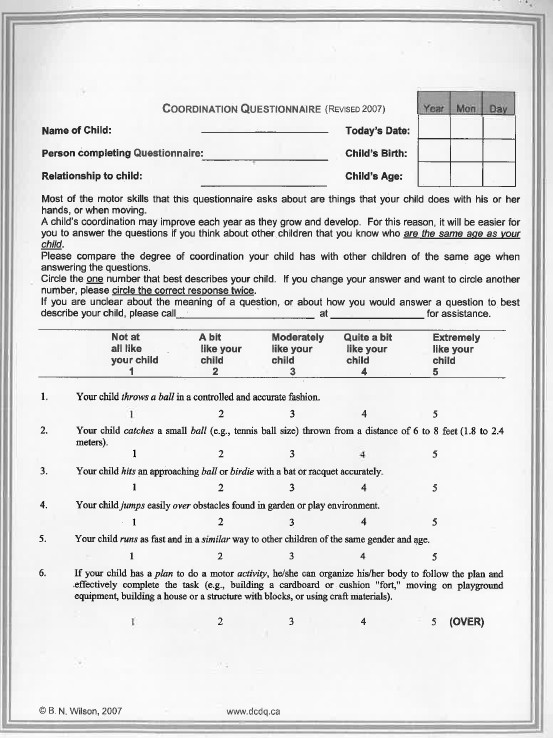 COORDINATION QUESTIONNAIRE (REVISED 2007)
Year Mon Day
Name of Child: Today's Date:
Person completing Questionnaire: Child's Birth:
Relationship to child: Child's Age:
Most of the motor skills that this questionnaire asks about are things that your child does with his or her
hands, or when moving.
A child's coordination may improve each year as they grow and develop. For this reason, it will be easier for
you to answer the questions if you think about other children that you know who are the same age as your
child.
Please compare the degree of coordination your child has with other children of the same age when
answering the questions.
Circle the one number that best describes your child. If you change your answer and want to circle another
number, please circle the correct response twice.
If you are unclear about the meaning of a question, or about how you would answer a question to best
describe your child, please call at for assistance.
Not at A bit Moderately Quite a bit Extremely
all like like your like your like your like your
your child child child child child
1 2 3 4 5
1. Your child throws a ball in a controlled and accurate fashion.
1 2 3 4 5
2. Your child catches a small ball (e.g., tennis ball size) thrown from a distance of 6 to 8 feet (1.8 to 2.4
meters).
1 2 3 4 5
3. Your child hits an approaching ball or birdie with a bat or racquet accurately.
1 2 3 4 5
4. Your child jumps easily over obstacles found in garden or play environment.
1 2 3 4 5
5. Your child runs as fast and in a similar way to other children of the same gender and age.
1 2 3 4 5
6. If your child has a plan to do a motor activity, he/she can organize his/her body to follow the plan and
effectively complete the task (e.g., building a cardboard or cushion "fort," moving on playground
equipment, building a house or a structure with blocks, or using craft materials).
1 2 3 4 5 (OVER)
© B. N. Wilson, 2007 www.dcdq.ca